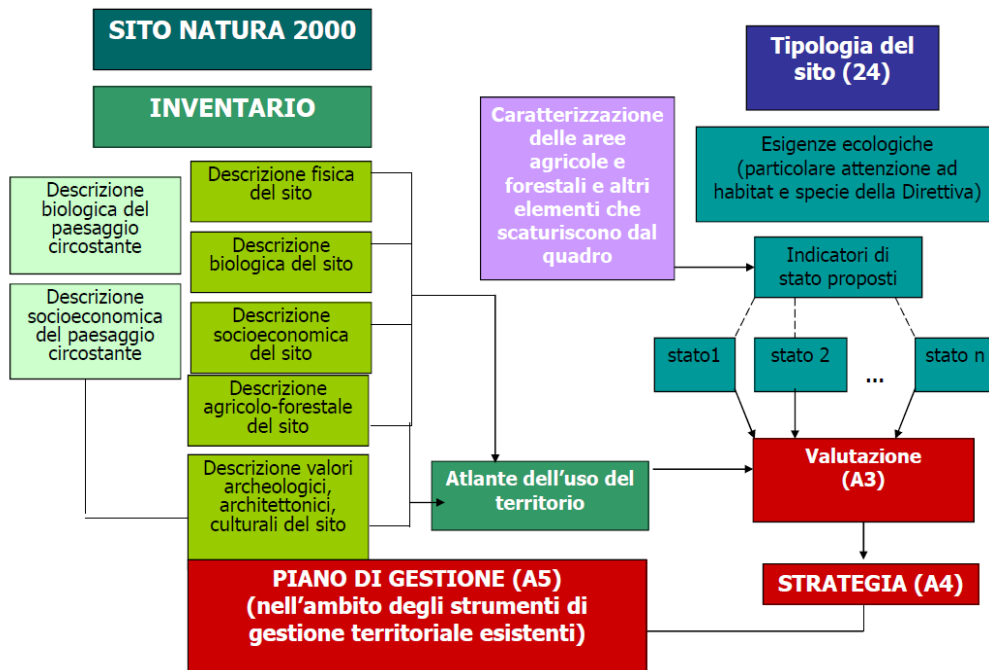 SITO NATURA 2000
INVENTARIO
Descrizione
biologica del
paesaggio
circostante
Descrizione
socioeconomica
del paesaggio
circostante
Descrizione fisica
del sito
Descrizione
biologica del sito
Descrizione
socioeconomica
del sito
Descrizione
agricolo-forestale
del sito
Descrizione valori
archeologici,
architettonici,
culturali del sito
Caratterizzazione
delle aree
agricole e
forestali e altri
elementi che
scaturiscono dal
quadro
Tipologia del
sito (24)
Esigenze ecologiche
(particolare attenzione ad
habitat e specie della Direttiva)
Indicatori di
stato proposti
stato1
stato 2
...
stato n
Atlante dell’uso del
territorio
Valutazione
(A3)
STRATEGIA (A4)
PIANO DI GESTIONE (A5)
(nell’ambito degli strumenti di
gestione territoriale esistenti)